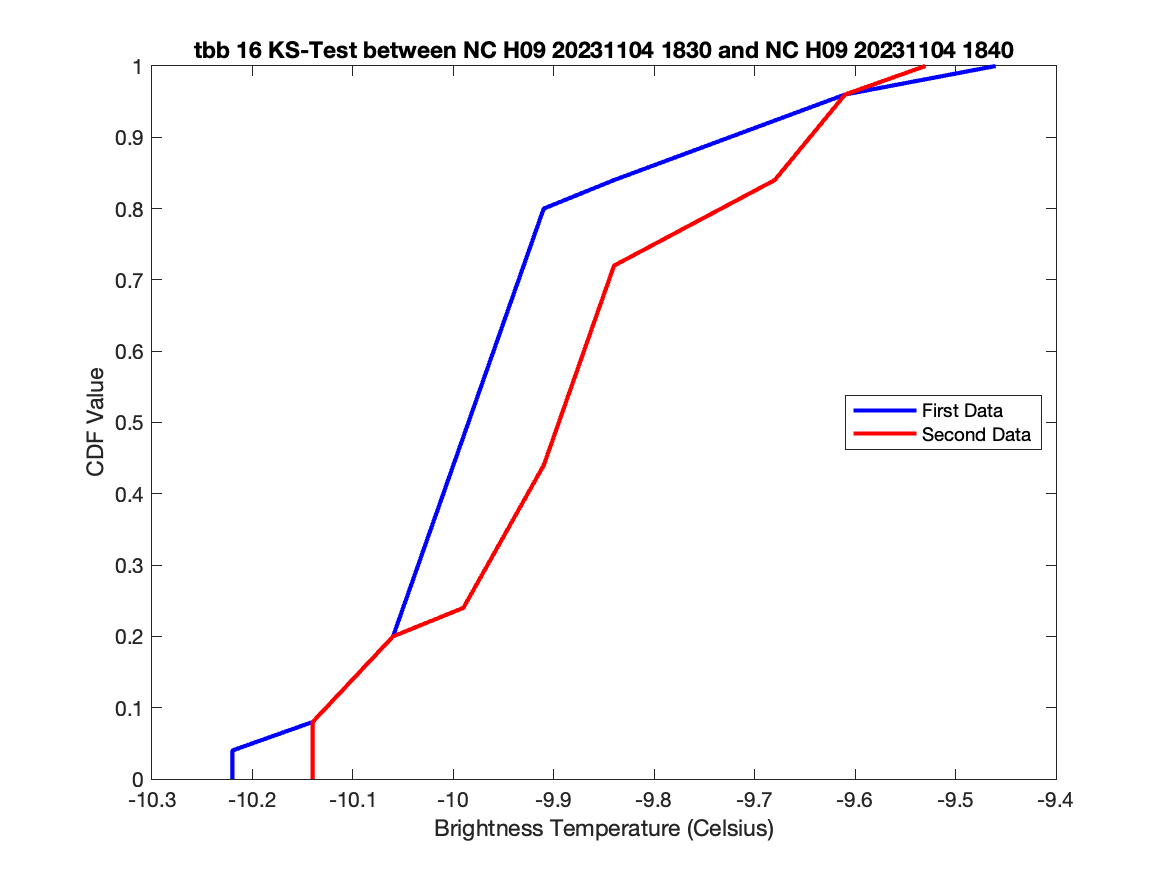 tbb 16 KS-Test between NC H09 20231104 1830 and NC H09 20231104 1840
1
0.9
0.8
0.7
0.6
0.5
0.4
0.3
0.2
0.1
0
CDF Value
First Data
Second Data
-10.3 -10.2 -10.1 -10 -9.9 -9.8 -9.7 -9.6 -9.5 -9.4
Brightness Temperature (Celsius)